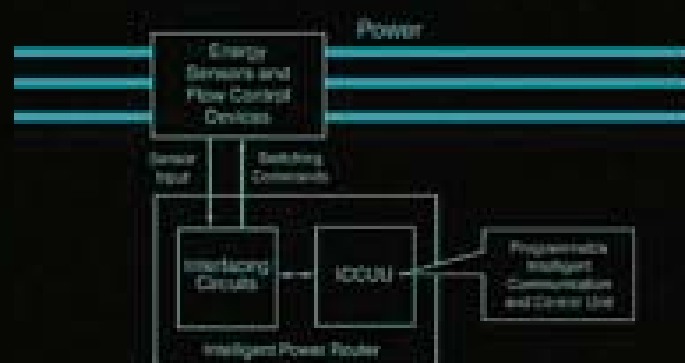 Power
Energy
Sensors and
Flow Control
Devices
Sensor
Input
Switching
Commands
Interfacing
Circuits
Programmable
Intelligent
Communication
and Control Unit
Intelligent Power Router